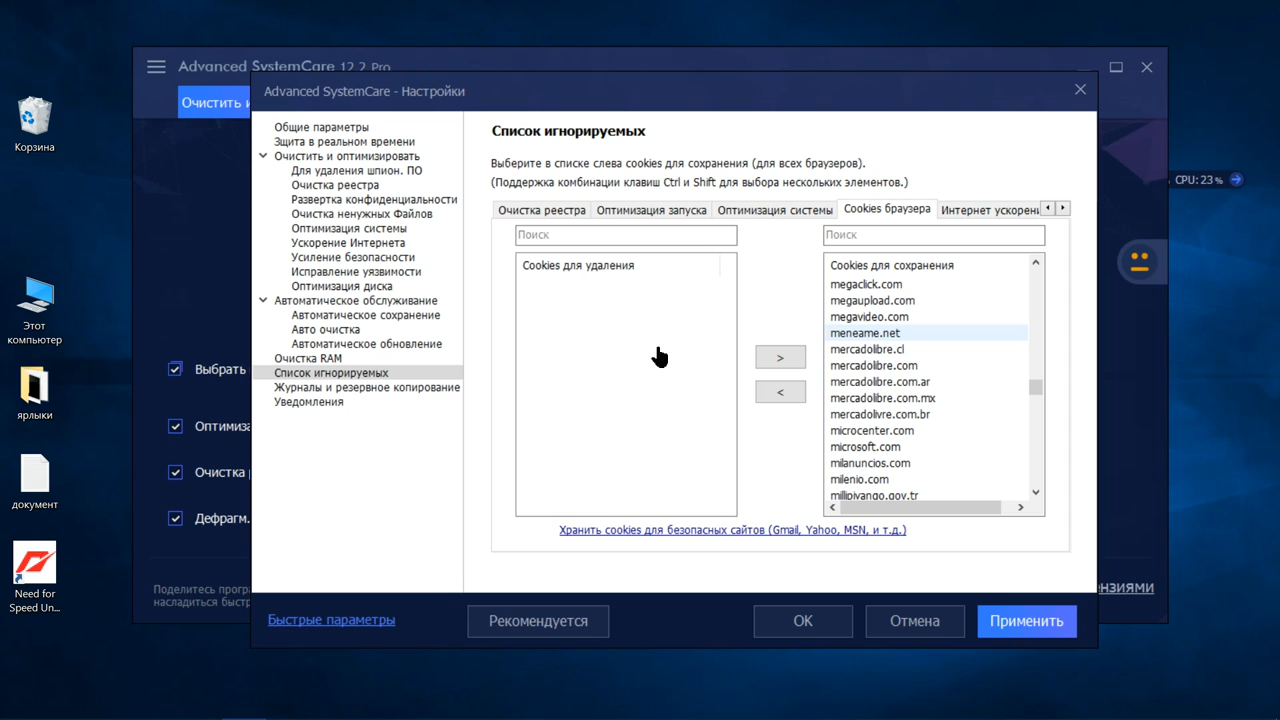 Advanced SystemCare 12.2 Pro
Очистить и
Advanced SystemCare - Настройки
Корзина
Этот
компьютер
ярлыки
документ
Need for
Speed Un...
Выбрать
Оптимиза
Очистка р
Дефрагм.
Поделитесь прогр
насладиться быстр
Общие параметры
Зщита в реальном времени
Очистить и оптимизировать
Для удаления шпион. ПО
Очистка реестра
Развертка конфиденциальности
Очистка ненужных Файлов
Оптимизация системы
Ускорение Интернета
Усиление безопасности
Исправление уязвимости
Оптимизация диска
Автоматическое обслуживание
Автоматическое сохранение
Авто очистка
Автоматическое обновление
Очистка RAM
Список игнорируемых
Журналы и резервное копирование
Уведомления
Список игнорируемых
Выберите в списке слева cookies для сохранения (для всех браузеров).
(Поддержка комбинации клавиш Ctrl и Shift для выбора нескольких элементов.)
Очистка реестра Оптимизация запуска Оптимизация системы Cookies браузера Интернет ускорени
Поиск
Поиск
Cookies для удаления
Cookies для сохранения
megaclick.com
megaupload.com
megavideo.com
meneame.net
mercadolibre.cl
mercadolibre.com
mercadolibre.com.ar
mercadolibre.com.mx
mercadolivre.com.br
microcenter.com
microsoft.com
milanuncios.com
milenio.com
millipiyango.gov.tr
>
<
Хранить cookies для безопасных сайтов (Gmail, Yahoo, MSN, и т.д.)
CPU: 23 %
нзиями
Быстрые параметры
Рекомендуется
OK
Отмена
Применить